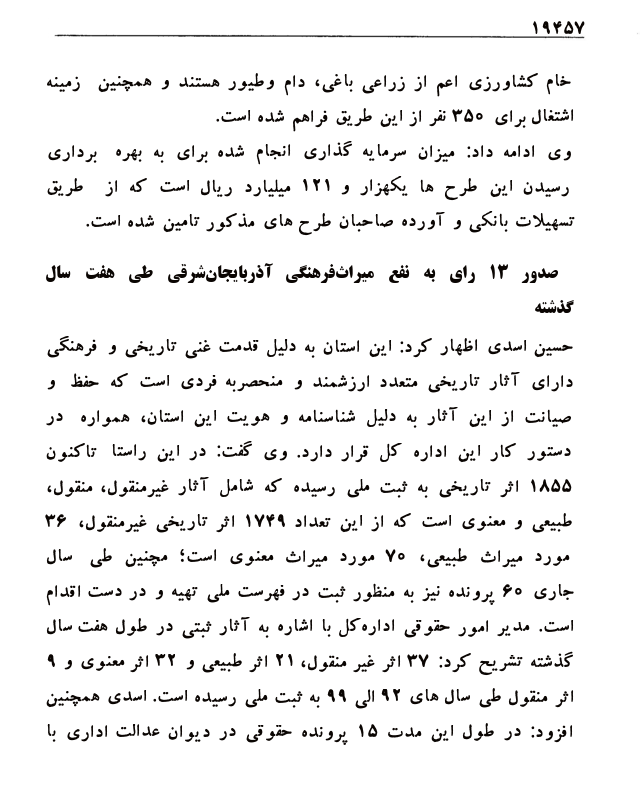 ۱۹۴۵۷
خام کشاورزی اعم از زراعی باغی، دام وطیور هستند و همچنین زمینه
اشتغال برای ۳۵۰ نفر از این طریق فراهم شده است.
وی ادامه داد: میزان سرمایه گذاری انجام شده برای به بهره برداری
رسیدن این طرح ها یکهزار و ۱۲۱ میلیارد ریال است که از طریق
تسهیلات بانکی و آورده صاحبان طرح های مذکور تامین شده است.
صدور ۱۳ رای به نفع میراث‌فرهنگی آذربایجان‌شرقی طی هفت سال
گذشته
حسین اسدی اظهار کرد: این استان به دلیل قدمت غنی تاریخی و فرهنگی
دارای آثار تاریخی متعدد ارزشمند و منحصربه فردی است که حفظ و
صیانت از این آثار به دلیل شناسنامه و هویت این استان، همواره در
دستور کار این اداره کل قرار دارد. وی گفت: در این راستا تاکنون
۱۸۵۵ اثر تاریخی به ثبت ملی رسیده که شامل آثار غیرمنقول، منقول،
طبیعی و معنوی است که از این تعداد ۱۷۴۹ اثر تاریخی غیرمنقول، ۳۶
مورد میراث طبیعی، ۷۰ مورد میراث معنوی است؛ مچنین طی سال
جاری ۶۰ پرونده نیز به منظور ثبت در فهرست ملی تهیه و در دست اقدام
است. مدیر امور حقوقی اداره‌کل با اشاره به آثار ثبتی در طول هفت سال
گذشته تشریح کرد: ۳۷ اثر غیر منقول، ۲۱ اثر طبیعی و ۳۲ اثر معنوی و ۹
اثر منقول طی سال های ۹۲ الی ۹۹ به ثبت ملی رسیده است. اسدی همچنین
افزود: در طول این مدت ۱۵ پرونده حقوقی در دیوان عدالت اداری با